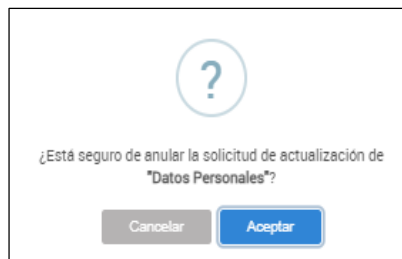 ?
¿Está seguro de anular la solicitud de actualización de
"Datos Personales"?
Cancelar Aceptar